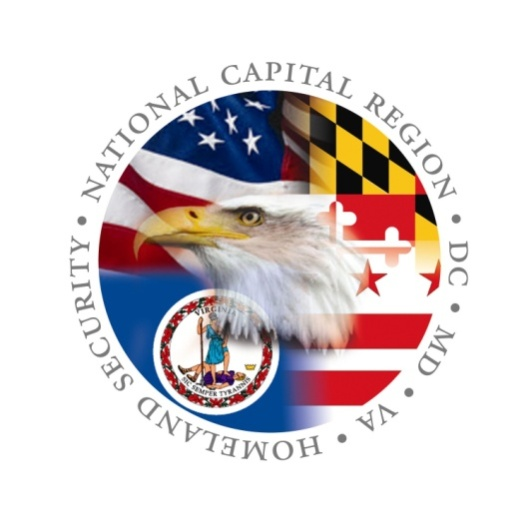 NATIONAL CAPITAL REGION • DC • MD • VA • HOMELAND SECURITY •
VIRGINIA
SIC SEMPER TYRANNIS